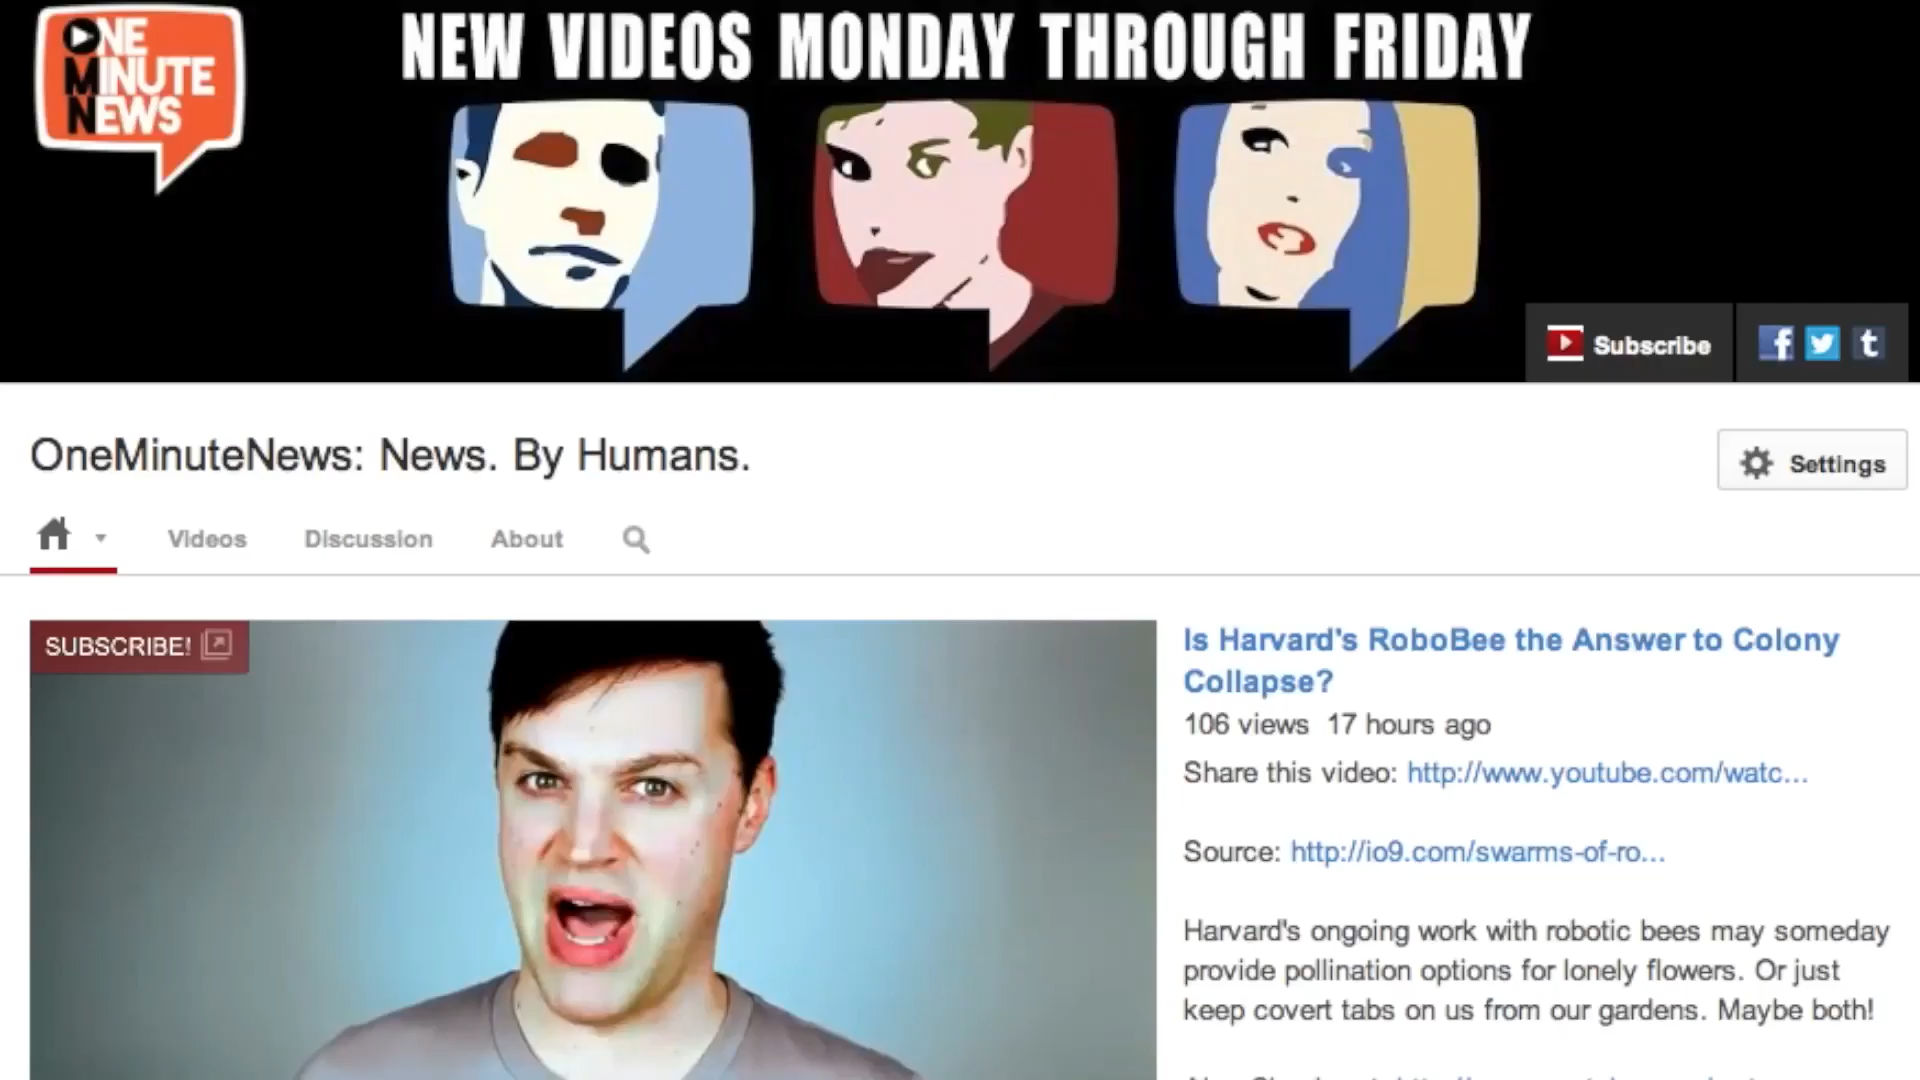 ONE
MINUTE
NEWS
NEW VIDEOS MONDAY THROUGH FRIDAY
Subscribe
OneMinuteNews: News. By Humans.
Settings
Videos Discussion About
SUBSCRIBE!
Is Harvard's RoboBee the Answer to Colony
Collapse?
106 views 17 hours ago
Share this video: http://www.youtube.com/watc...
Source: http://io9.com/swarms-of-ro...
Harvard's ongoing work with robotic bees may someday
provide pollination options for lonely flowers. Or just
keep covert tabs on us from our gardens. Maybe both!